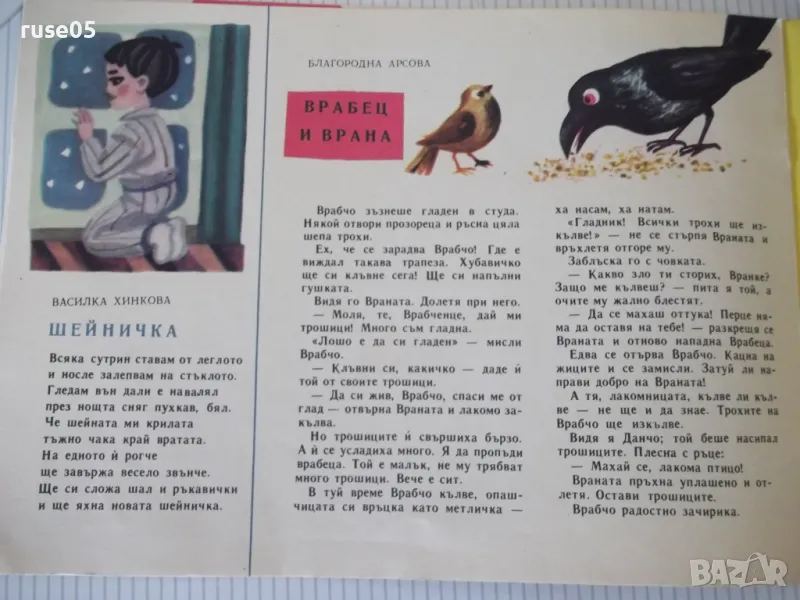 ruse05
ВАСИЛКА ХИНКОВА
ШЕЙНИЧКА
Всяка сутрин ставам от леглото
и носле залепвам на стъклото.
Гледам вън дали е навалял
през нощта сняг пухкав, бял.
Че шейната ми крилата
тъжно чака край вратата.
На едното ѝ рогче
ще завържа весело звънче.
Ще си сложа шал и ръкавички
и ще яхна новата шейничка.
БЛАГОРОДНА АРСОВА
ВРАБЕЦ
И ВРАНА
Врабчо зъзнеше гладен в студа.
Някой отвори прозореца и ръсна цяла
шепа трохи.
Ех, че се зарадва Врабчо! Где е
виждал такава трапеза. Хубавичко
ще си клъвне сега! Ще си напълни
гушката.
Видя го Враната. Долетя при него.
— Моля, те, Врабченце, дай ми
трошици! Много съм гладна.
«Лошо е да си гладен» — мисли
Врабчо.
— Клъвни си, какичко — даде ѝ
той от своите трошици.
— Да си жив, Врабчо, спаси ме от
глад — отвърна Враната и лакомо за-
кълва.
Но трошиците ѝ свършиха бързо.
А ѝ се усладиха много. Я да пропъди
врабеца. Той е малък, не му трябват
много трошици. Вече е сит.
В туй време Врабчо кълве, опаш-
чицата си връцка като метличка —
ха насам, ха натам.
«Гладник! Всички трохи ще из-
кълве!» — не се стърпя Враната и
връхлетя отгоре му.
Заблъска го с човката.
— Какво зло ти сторих, Вранке?
Защо ме кълвеш? — пита я той, а
очите му жално блестят.
— Да се махаш оттука! Перце ня-
ма да оставя на тебе! — разкрещя се
Враната и отново нападна Врабеца.
Едва се отърва Врабчо. Кацна на
жиците и се замисли. Затуй ли на-
прави добро на Враната!
А тя, лакомницата, кълве ли къл-
ве — не ще и да знае. Трохите на
Врабчо ще изкълве.
Видя я Данчо; той беше насипал
трошиците. Плесна с ръце:
— Махай се, лакома птицо!
Враната пръхна уплашено и от-
летя. Остави трошиците.
Врабчо радостно зачирика.
BAZAR